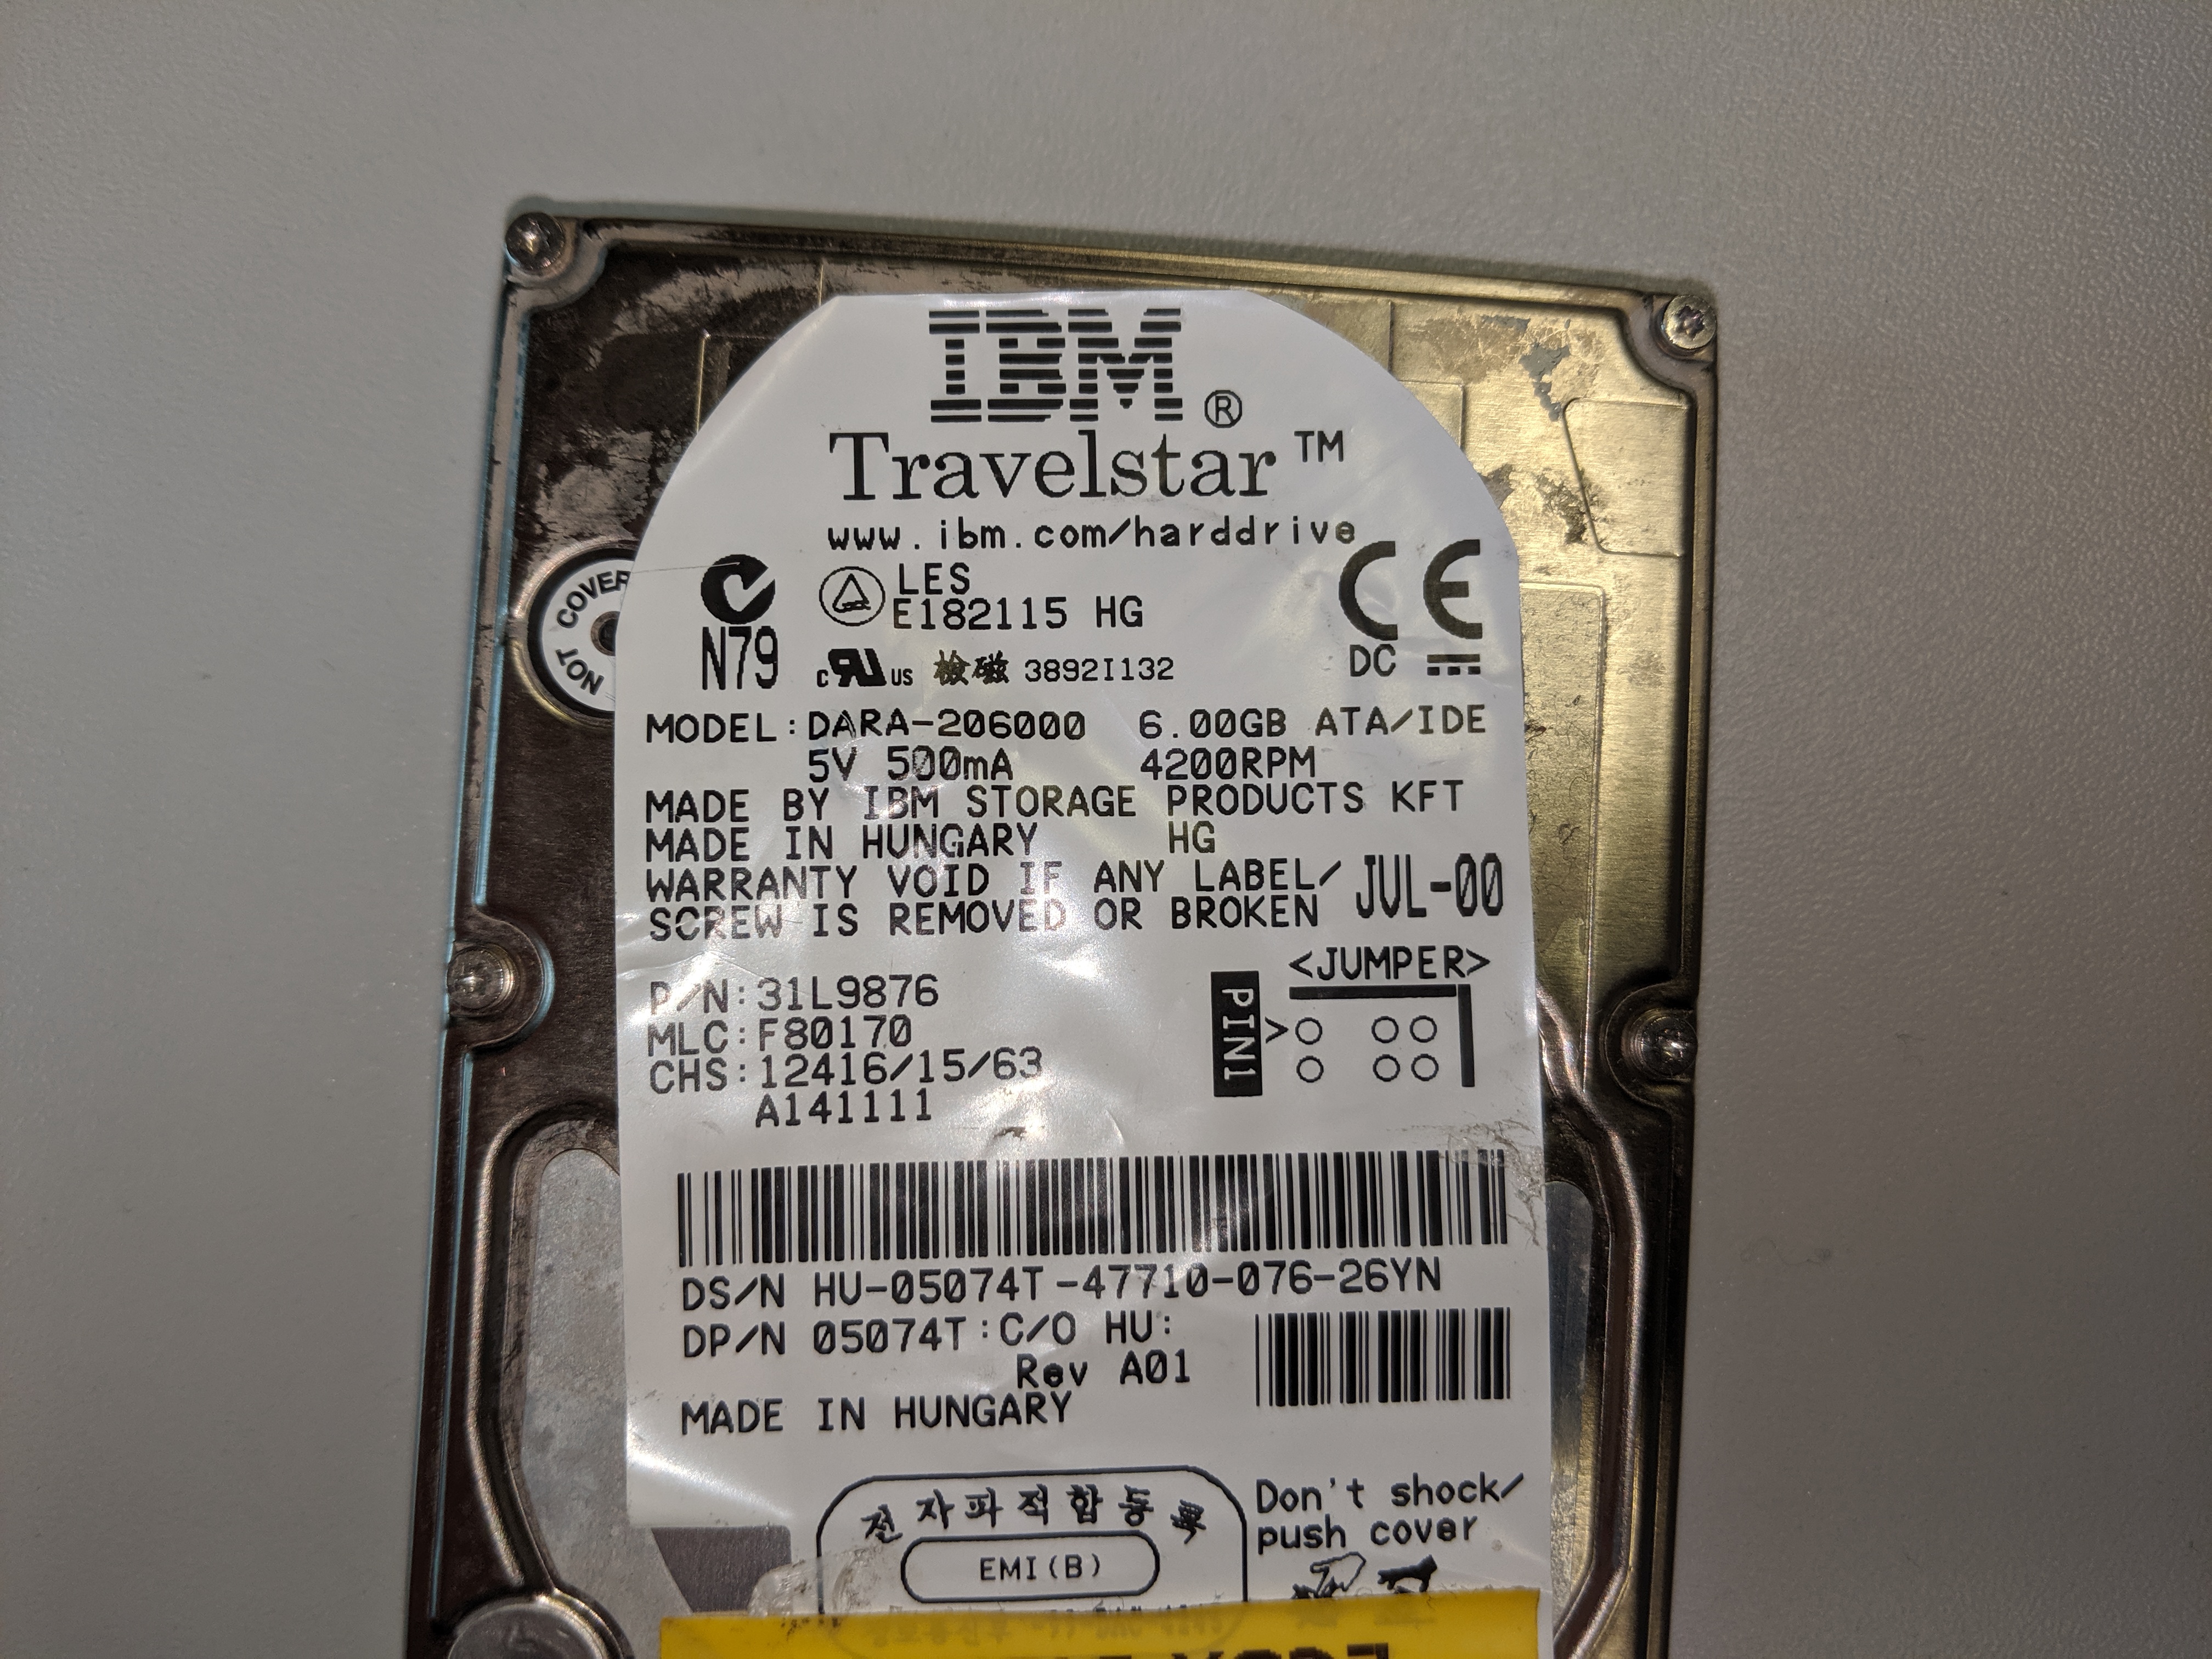 IBM®
Travelstar™
www.ibm.com/harddrive
COVER
NOT
N79
LES
E182115 HG
CE
c RU US 檢磁 3892I132
DC
MODEL:DARA-206000 6.00GB ATA/IDE
5V 500mA 4200RPM
MADE BY IBM STORAGE PRODUCTS KFT
MADE IN HUNGARY HG
WARRANTY VOID IF ANY LABEL/
SCREW IS REMOVED OR BROKEN
JUL-00
<JUMPER>
PIN1
P/N:31L9876
MLC:F80170
CHS:12416/15/63
A141111
DS/N HU-05074T-47710-076-26YN
DP/N 05074T:C/O HU:
Rev A01
MADE IN HUNGARY
전자파적합등록
EMI(B)
Don't shock/
push cover